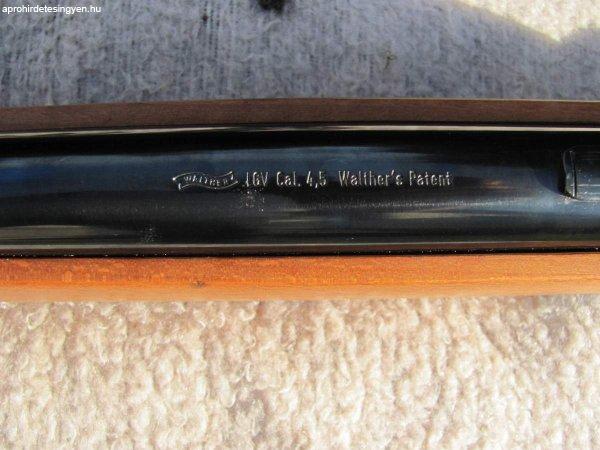 aprohirdetesingyen.hu
WALTHER LGV Cal. 4,5 Walther's Patent